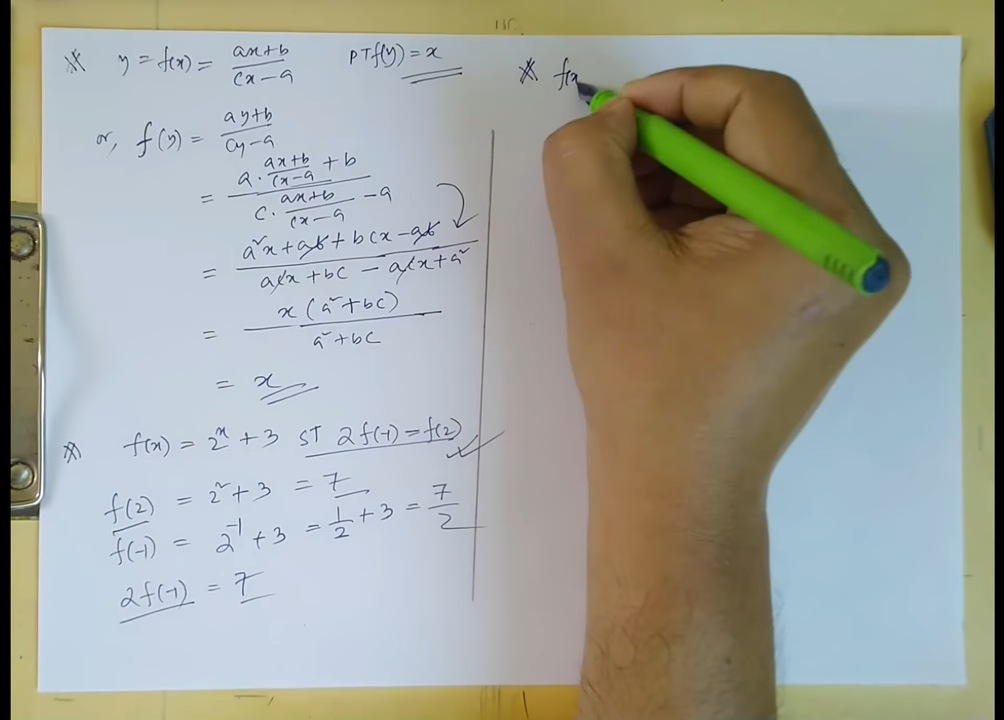 * y = f(x) = (ax+b)/(cx-a) PT f(y) = x
or, f(y) = (ay+b)/(cy-a)
= (a · (ax+b)/(cx-a) + b)/(c · (ax+b)/(cx-a) - a)
= (a²x + ab + bcx - ab)/(acx + bc - acx + a²)
= x(a² + bc)/(a² + bc)
= x
* f(x) = 2ˣ + 3 ST 2f(-1) = f(2)
f(2) = 2² + 3 = 7
f(-1) = 2⁻¹ + 3 = 1/2 + 3 = 7/2
2f(-1) = 7
* f(x